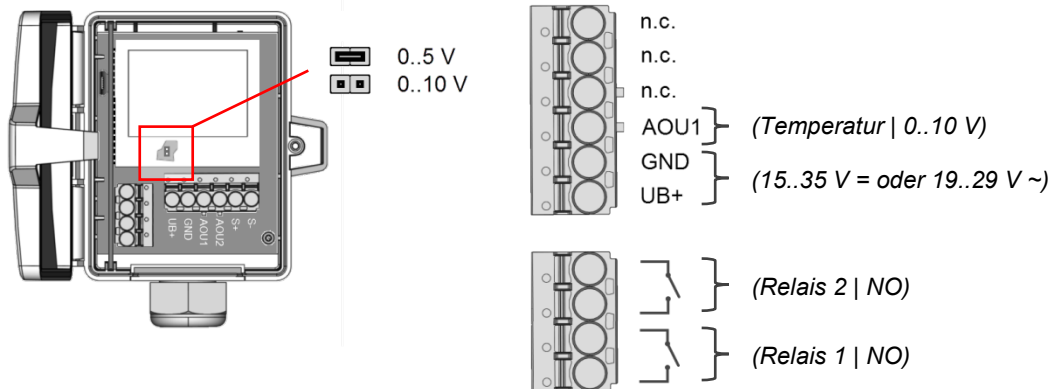 0..5 V
0..10 V
UB+
GND
AOU1
AOU2
S+
S-
n.c.
n.c.
n.c.
AOU1
(Temperatur | 0..10 V)
GND
UB+
(15..35 V = oder 19..29 V ~)
(Relais 2 | NO)
(Relais 1 | NO)